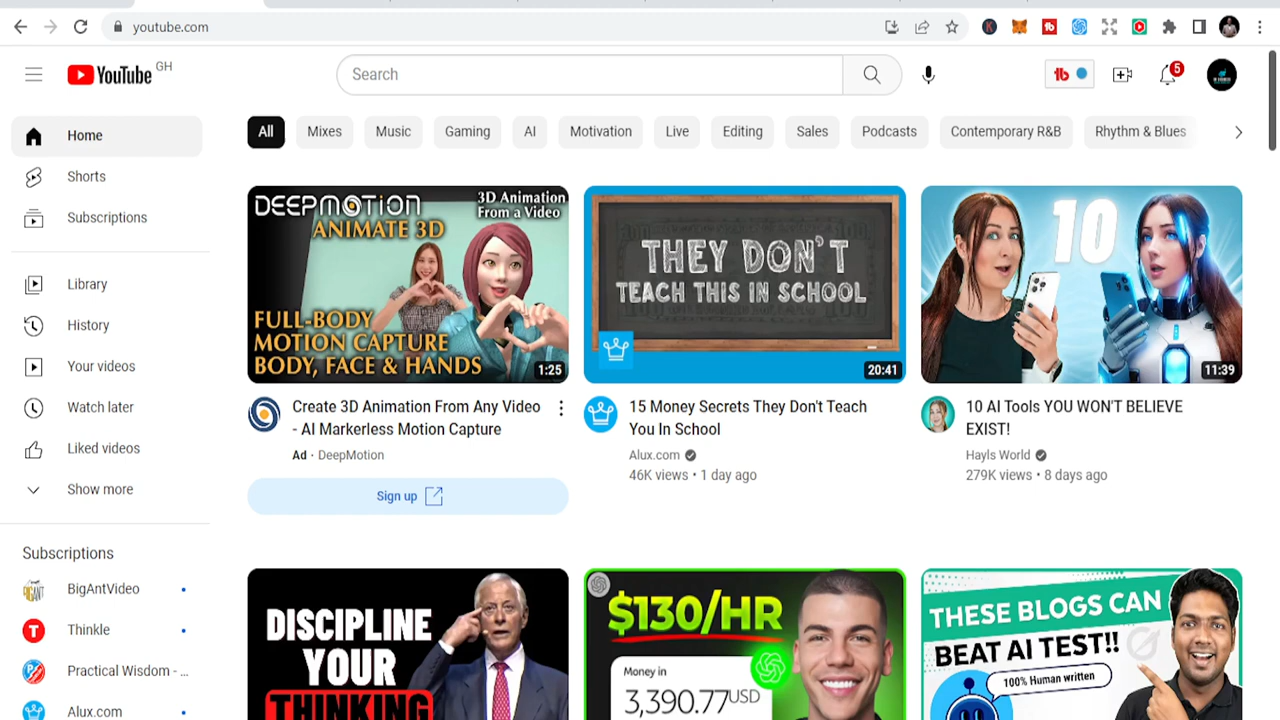 youtube.com
YouTube GH
Search
5
All
Mixes
Music
Gaming
AI
Motivation
Live
Editing
Sales
Podcasts
Contemporary R&B
Rhythm & Blues
Home
Shorts
Subscriptions
Library
History
Your videos
Watch later
Liked videos
Show more
Subscriptions
BigAntVideo
Thinkle
Practical Wisdom - ...
Alux.com
DEEPMOTION
ANIMATE 3D
3D Animation
From a Video
FULL-BODY
MOTION CAPTURE
BODY, FACE & HANDS
1:25
Create 3D Animation From Any Video
- AI Markerless Motion Capture
Ad · DeepMotion
Sign up
THEY DON'T
TEACH THIS IN SCHOOL
20:41
15 Money Secrets They Don't Teach
You In School
Alux.com
46K views • 1 day ago
10
11:39
10 AI Tools YOU WON'T BELIEVE
EXIST!
Hayls World
279K views • 8 days ago
DISCIPLINE
YOUR
THINKING
$130/HR
Money in
3,390.77USD
THESE BLOGS CAN
BEAT AI TEST!!
100% Human written